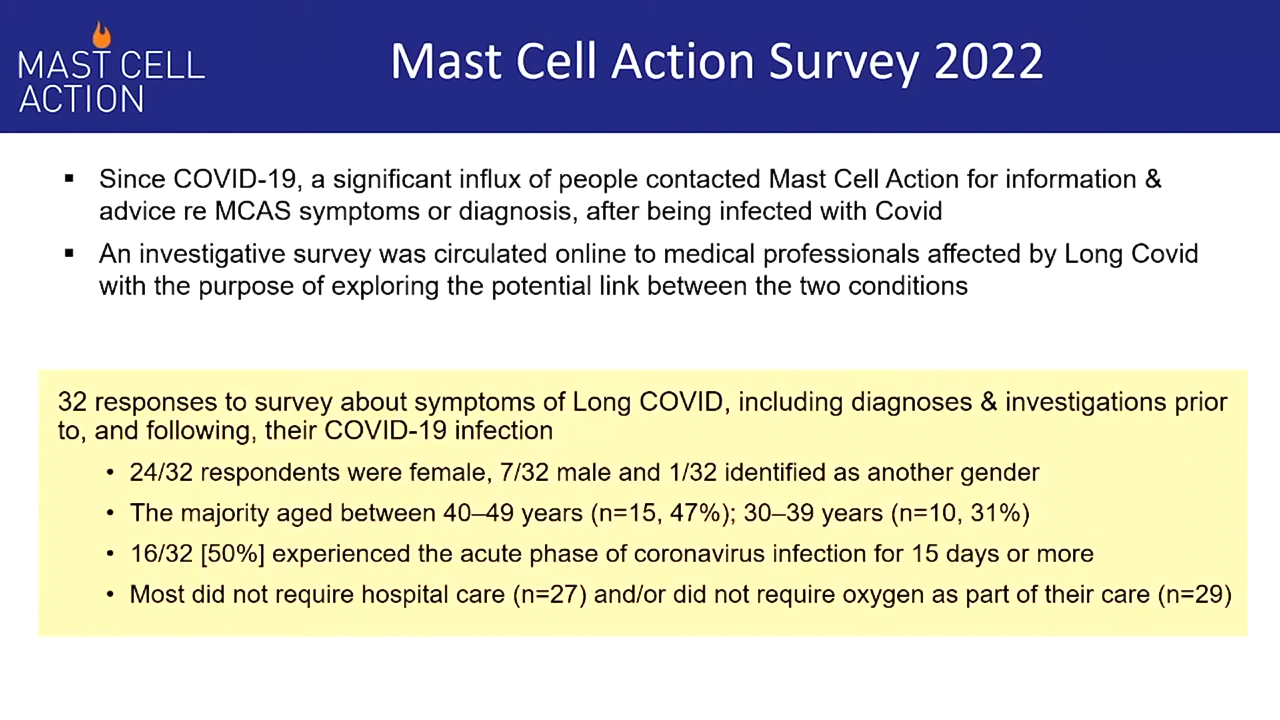 MAST CELL
ACTION
Mast Cell Action Survey 2022
▪ Since COVID-19, a significant influx of people contacted Mast Cell Action for information &
advice re MCAS symptoms or diagnosis, after being infected with Covid
▪ An investigative survey was circulated online to medical professionals affected by Long Covid
with the purpose of exploring the potential link between the two conditions
32 responses to survey about symptoms of Long COVID, including diagnoses & investigations prior
to, and following, their COVID-19 infection
• 24/32 respondents were female, 7/32 male and 1/32 identified as another gender
• The majority aged between 40–49 years (n=15, 47%); 30–39 years (n=10, 31%)
• 16/32 [50%] experienced the acute phase of coronavirus infection for 15 days or more
• Most did not require hospital care (n=27) and/or did not require oxygen as part of their care (n=29)